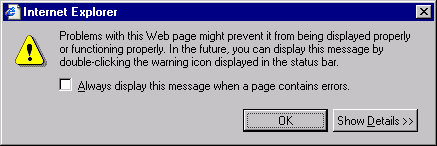 Internet Explorer
Problems with this Web page might prevent it from being displayed properly
or functioning properly. In the future, you can display this message by
double-clicking the warning icon displayed in the status bar.
Always display this message when a page contains errors.
OK
Show Details >>